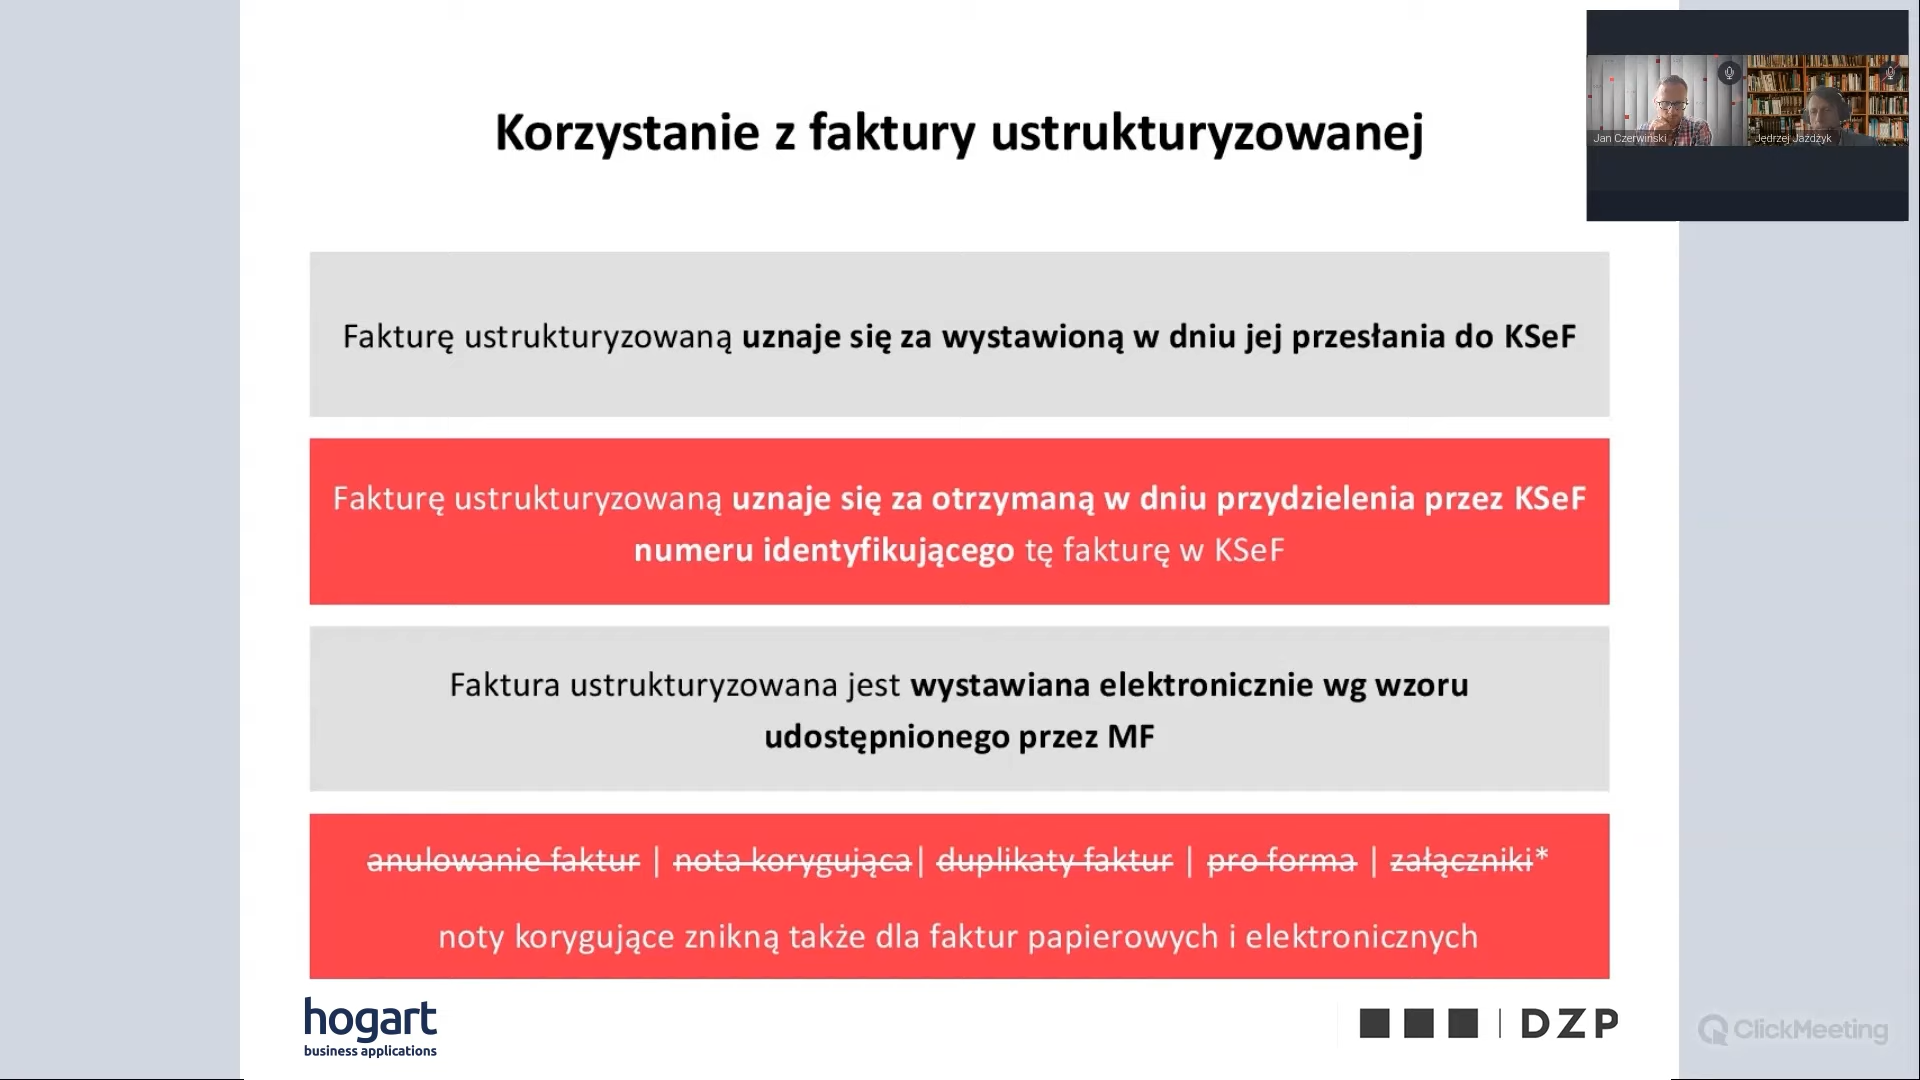 Korzystanie z faktury ustrukturyzowanej
Jan Czerwiński
Jędrzej Jażdżyk
Fakturę ustrukturyzowaną uznaje się za wystawioną w dniu jej przesłania do KSeF
Fakturę ustrukturyzowaną uznaje się za otrzymaną w dniu przydzielenia przez KSeF
numeru identyfikującego tę fakturę w KSeF
Faktura ustrukturyzowana jest wystawiana elektronicznie wg wzoru
udostępnionego przez MF
anulowanie faktur | nota korygująca| duplikaty faktur | pro forma | załączniki*
noty korygujące znikną także dla faktur papierowych i elektronicznych
hogart
business applications
DZP
ClickMeeting